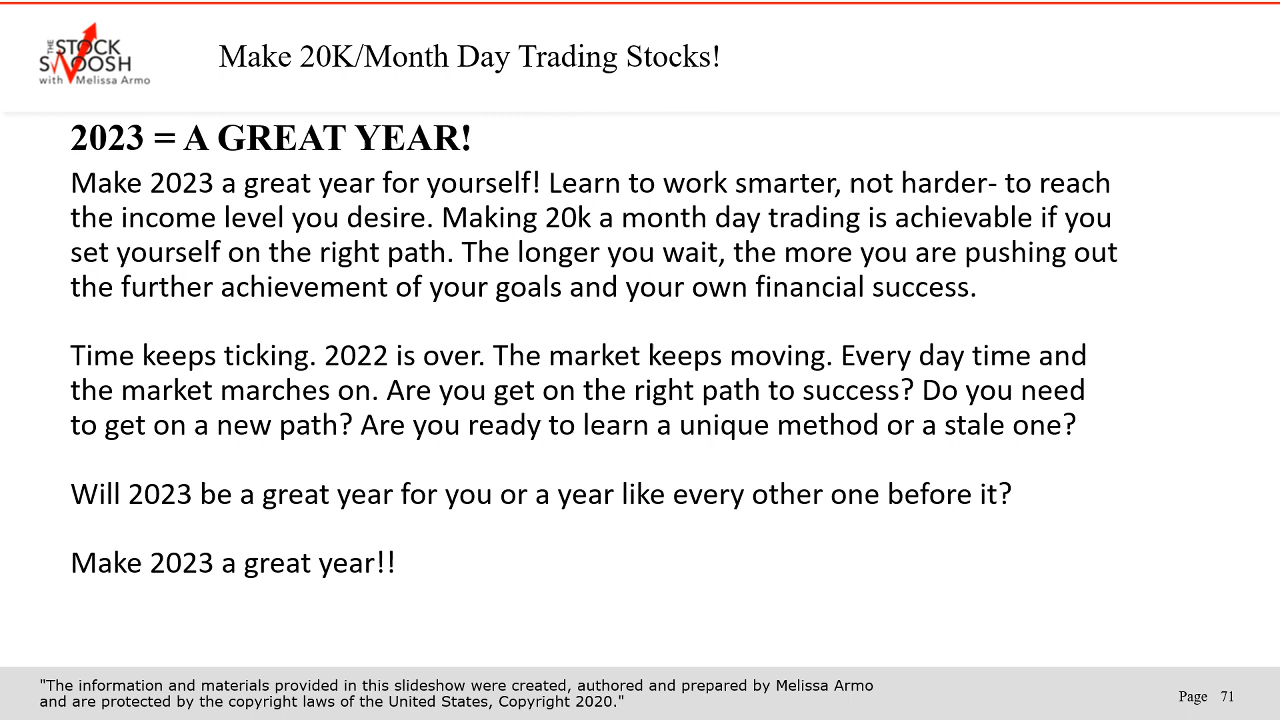 THE
STOCK
SWOOSH
with Melissa Armo
Make 20K/Month Day Trading Stocks!
2023 = A GREAT YEAR!
Make 2023 a great year for yourself! Learn to work smarter, not harder- to reach
the income level you desire. Making 20k a month day trading is achievable if you
set yourself on the right path. The longer you wait, the more you are pushing out
the further achievement of your goals and your own financial success.
Time keeps ticking. 2022 is over. The market keeps moving. Every day time and
the market marches on. Are you get on the right path to success? Do you need
to get on a new path? Are you ready to learn a unique method or a stale one?
Will 2023 be a great year for you or a year like every other one before it?
Make 2023 a great year!!
"The information and materials provided in this slideshow were created, authored and prepared by Melissa Armo
and are protected by the copyright laws of the United States, Copyright 2020."
Page 71